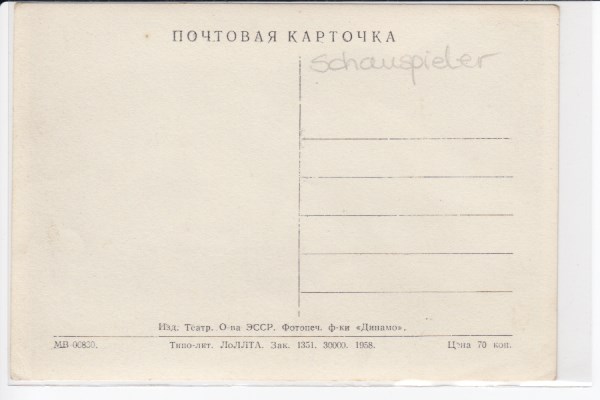 ПОЧТОВАЯ КАРТОЧКА
Schauspieler
Изд. Театр. О-ва ЭССР. Фотопеч. ф-ки «Динамо».
МВ-00820. Типо-лит. ЛоЛЛТА. Зак. 1351. 30000. 1958. Цена 70 коп.